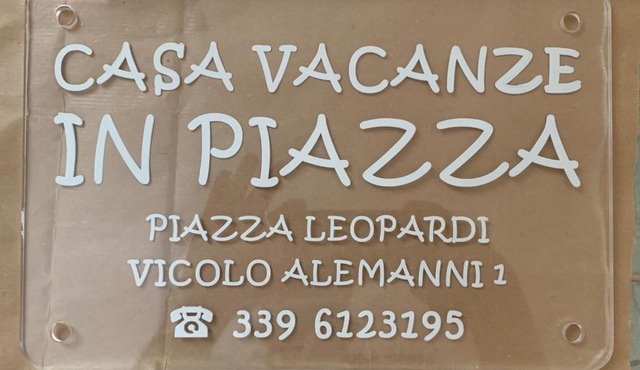 CASA VACANZE
IN PIAZZA
PIAZZA LEOPARDI
VICOLO ALEMANNI 1
☎ 339 6123195